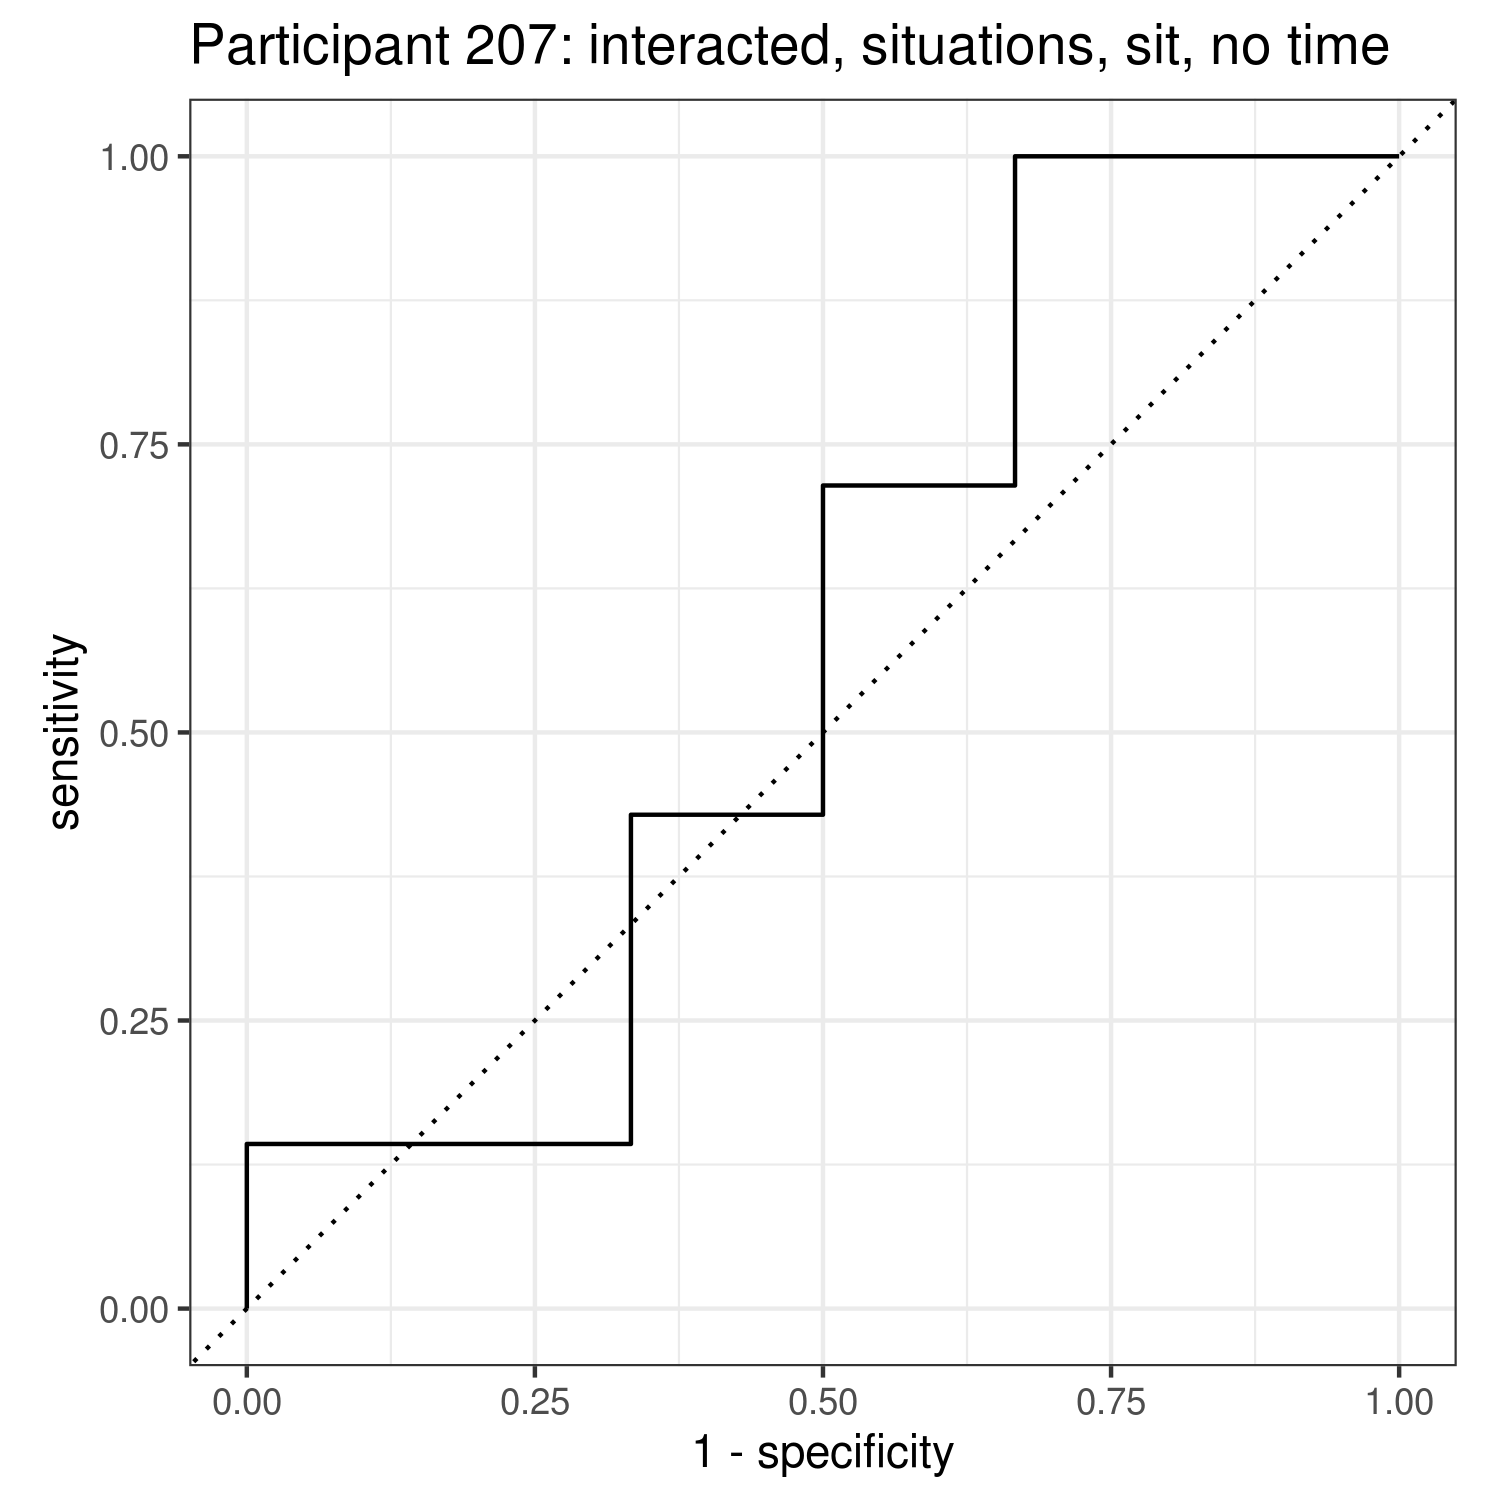 Participant 207: interacted, situations, sit, no time
1.00
0.75
0.50
0.25
0.00
sensitivity
0.00 0.25 0.50 0.75 1.00
1 - specificity